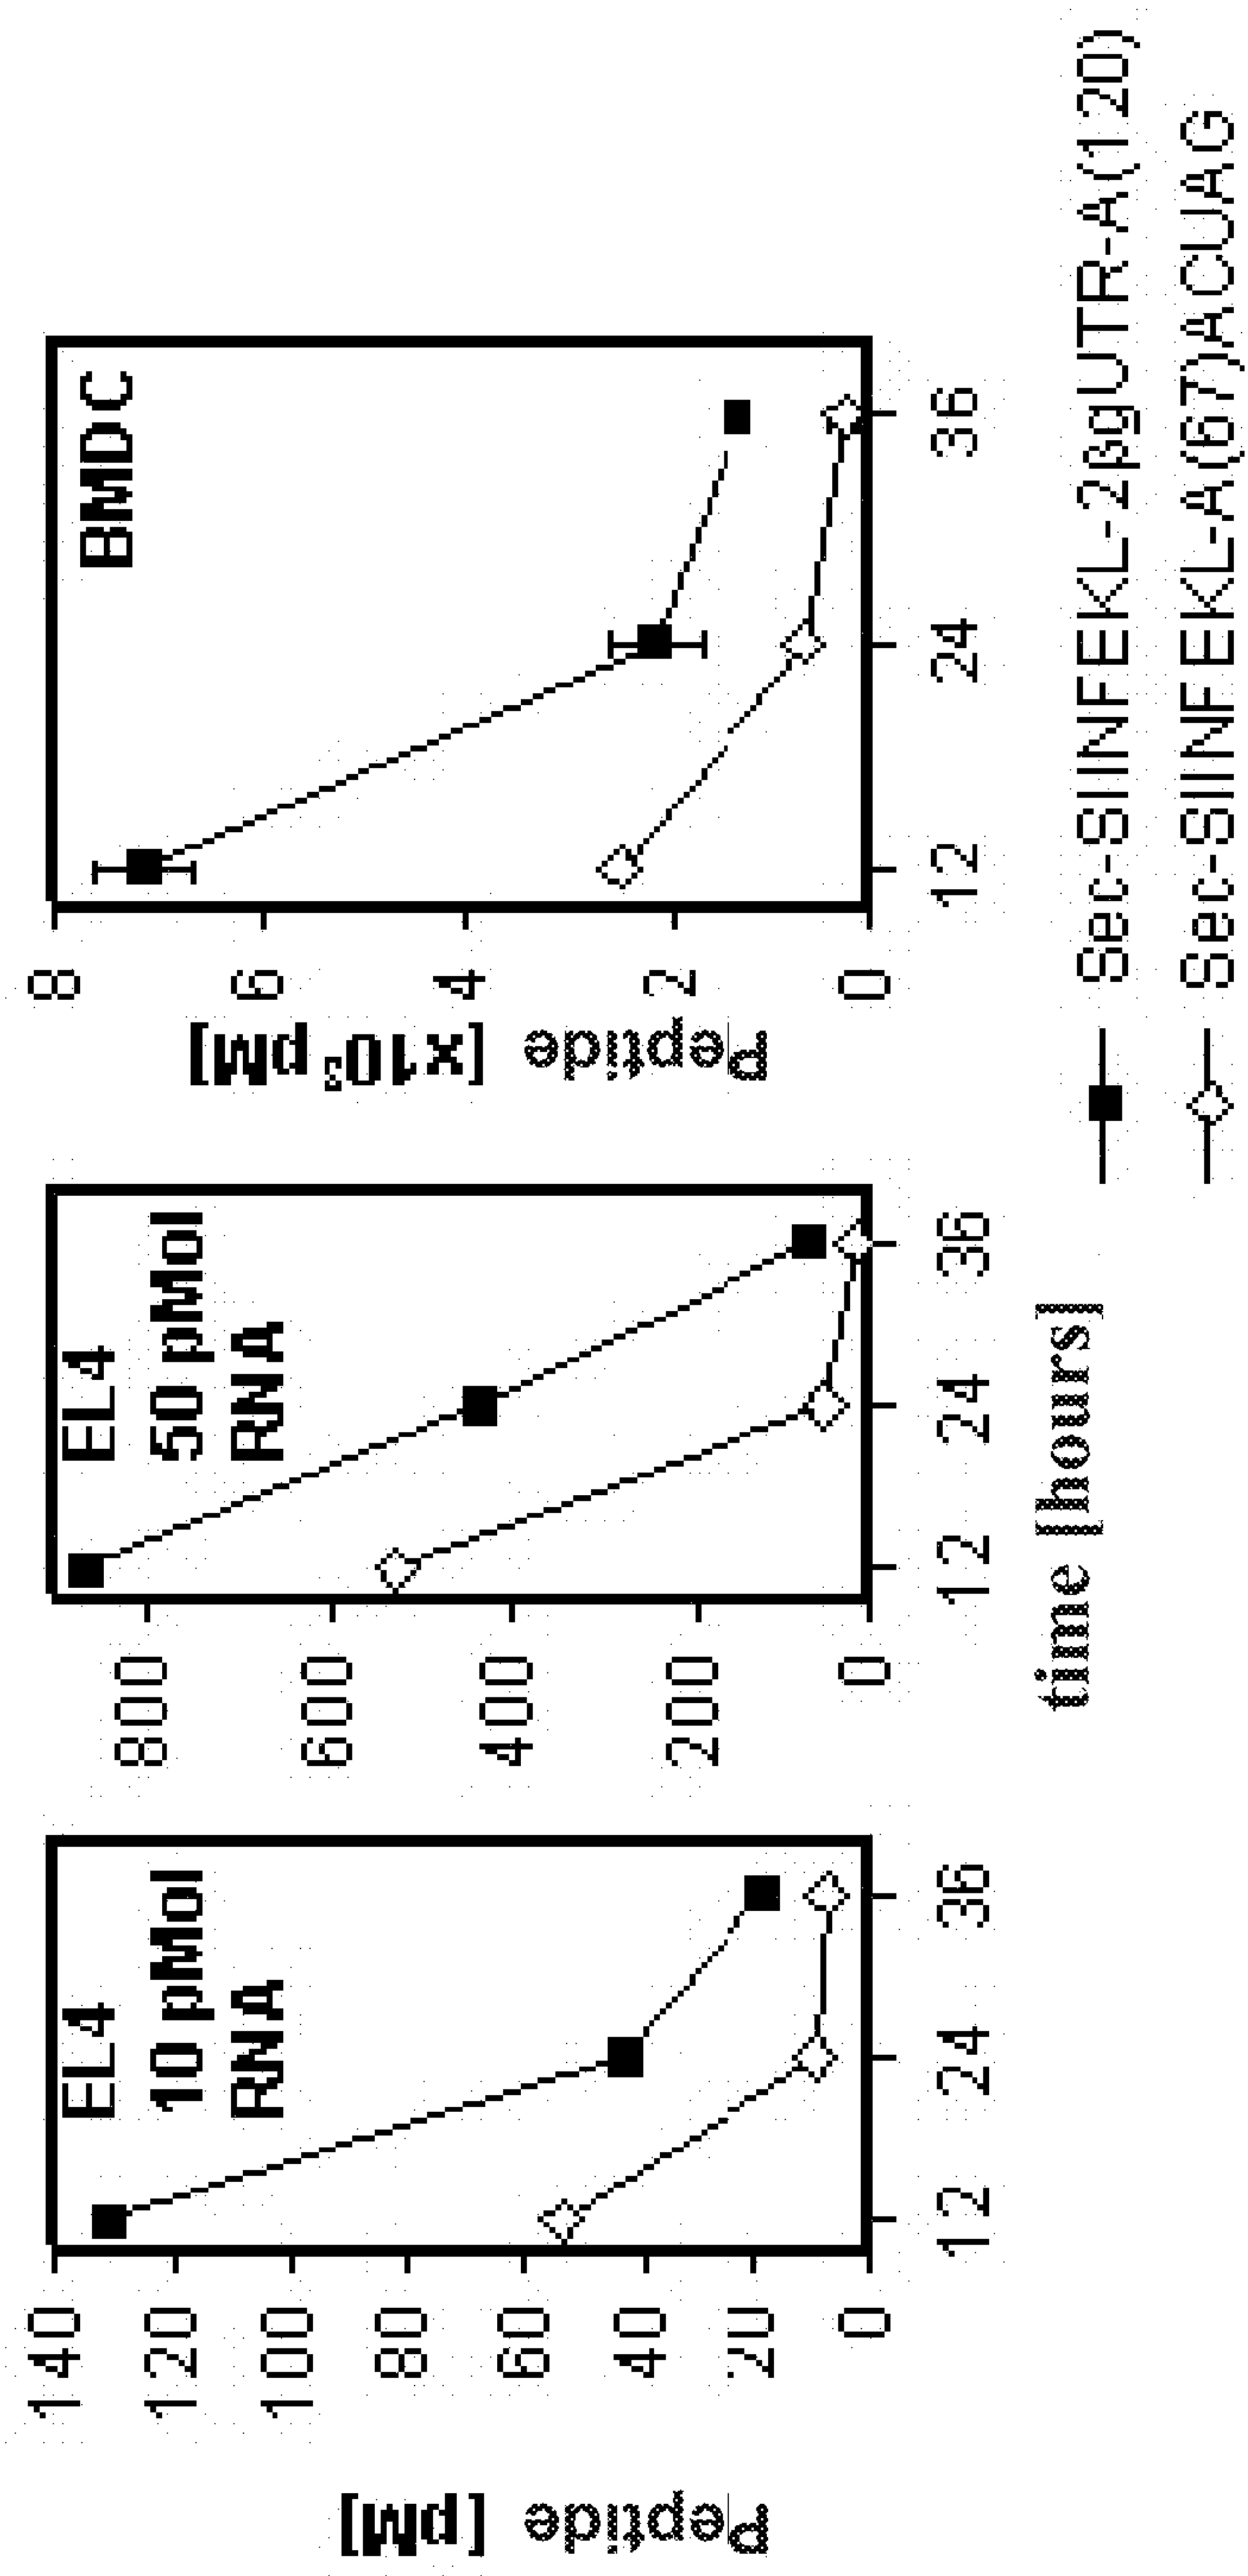 Peptide [pM]
140
120
100
80
60
40
20
0
EL4
10 pMol
RNA
12 24 36
800
600
400
200
0
EL4
50 pMol
RNA
12 24 36
time [hours]
Peptide [x10³ pM]
8
6
4
2
0
BMDC
12 24 36
Sec-SIINFEKL-2βgUTR-A(120)
Sec-SIINFEKL-A(67)ACUAG